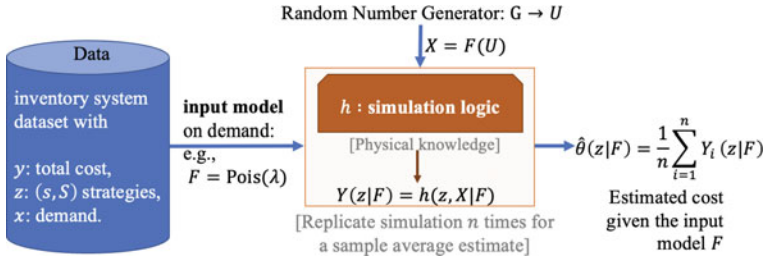 Random Number Generator: G → U
X = F(U)
Data
inventory system
dataset with
y: total cost,
z: (s, S) strategies,
x: demand.
input model
on demand:
e.g.,
F = Pois(λ)
h : simulation logic
[Physical knowledge]
Y(z|F) = h(z, X|F)
[Replicate simulation n times for
a sample average estimate]
θ̂(z|F) = 1/n ∑_{i=1}^{n} Y_i (z|F)
Estimated cost
given the input
model F